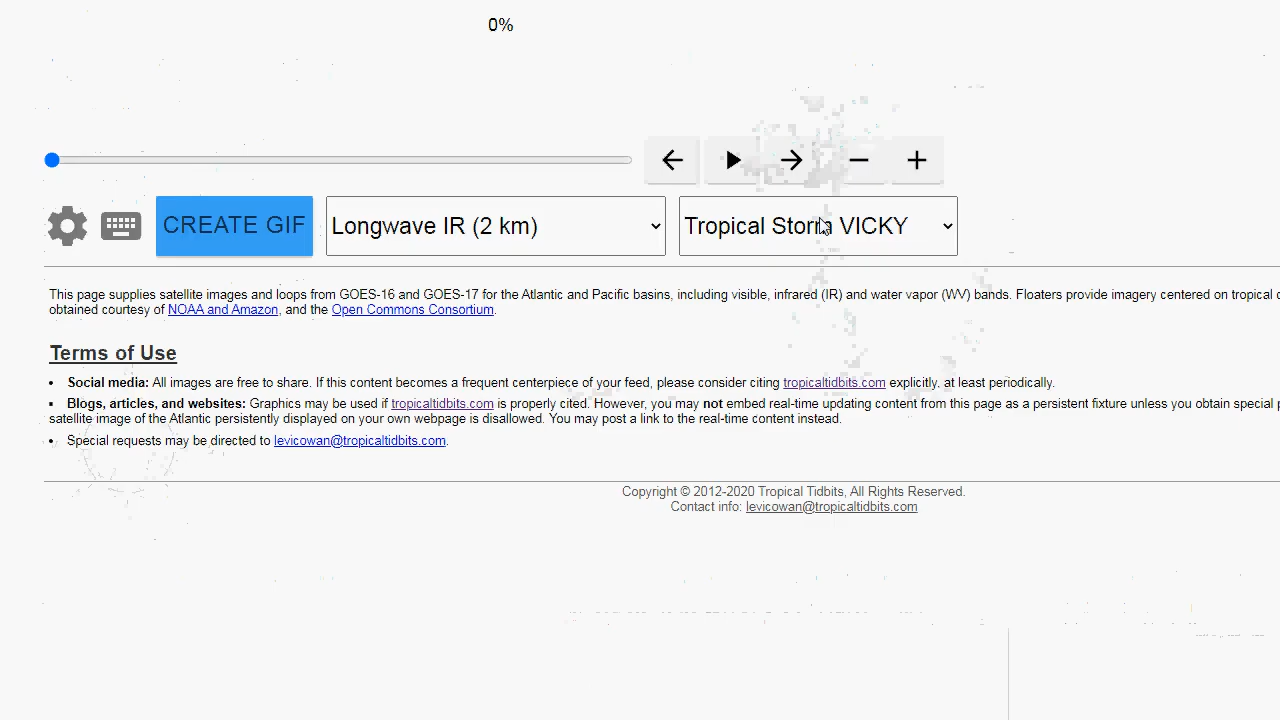 0%
CREATE GIF
Longwave IR (2 km)
Tropical Storm VICKY
This page supplies satellite images and loops from GOES-16 and GOES-17 for the Atlantic and Pacific basins, including visible, infrared (IR) and water vapor (WV) bands. Floaters provide imagery centered on tropical
obtained courtesy of NOAA and Amazon, and the Open Commons Consortium.
Terms of Use
• Social media: All images are free to share. If this content becomes a frequent centerpiece of your feed, please consider citing tropicaltidbits.com explicitly, at least periodically.
• Blogs, articles, and websites: Graphics may be used if tropicaltidbits.com is properly cited. However, you may not embed real-time updating content from this page as a persistent fixture unless you obtain special
satellite image of the Atlantic persistently displayed on your own webpage is disallowed. You may post a link to the real-time content instead.
• Special requests may be directed to levicowan@tropicaltidbits.com.
Copyright © 2012-2020 Tropical Tidbits, All Rights Reserved.
Contact info: levicowan@tropicaltidbits.com